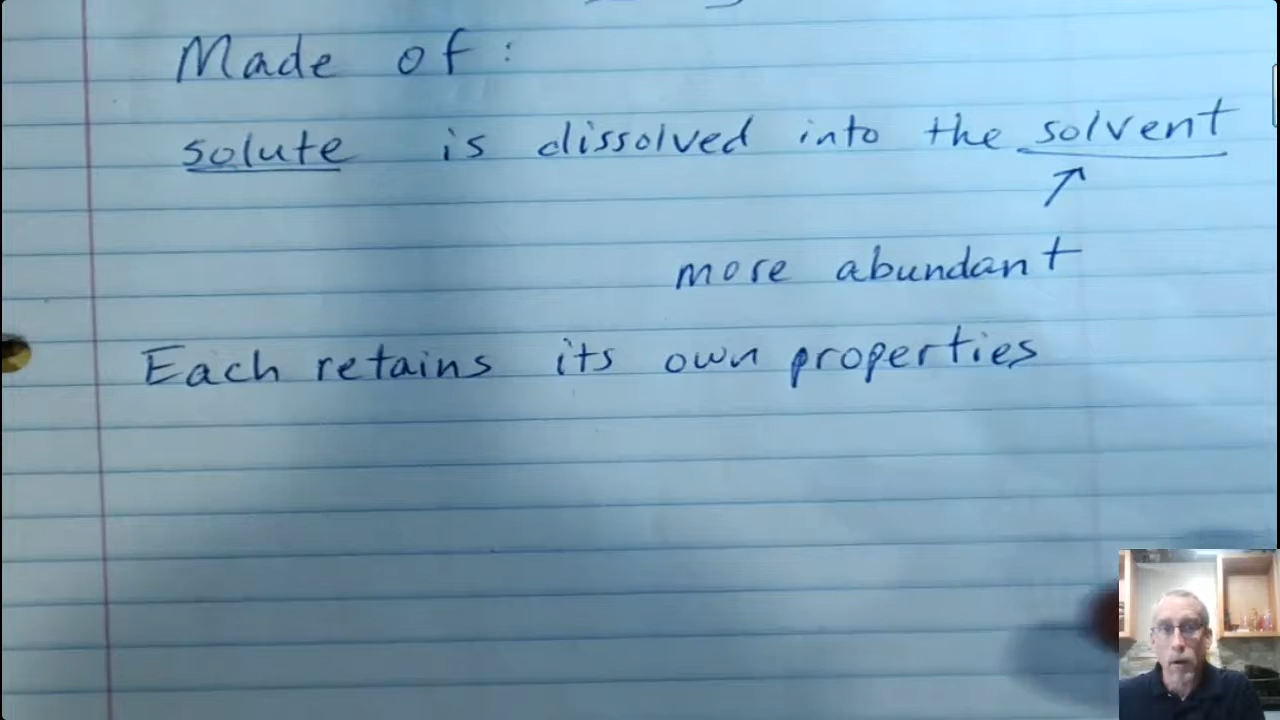 Made of:
solute is dissolved into the solvent
↗
more abundant
Each retains its own properties